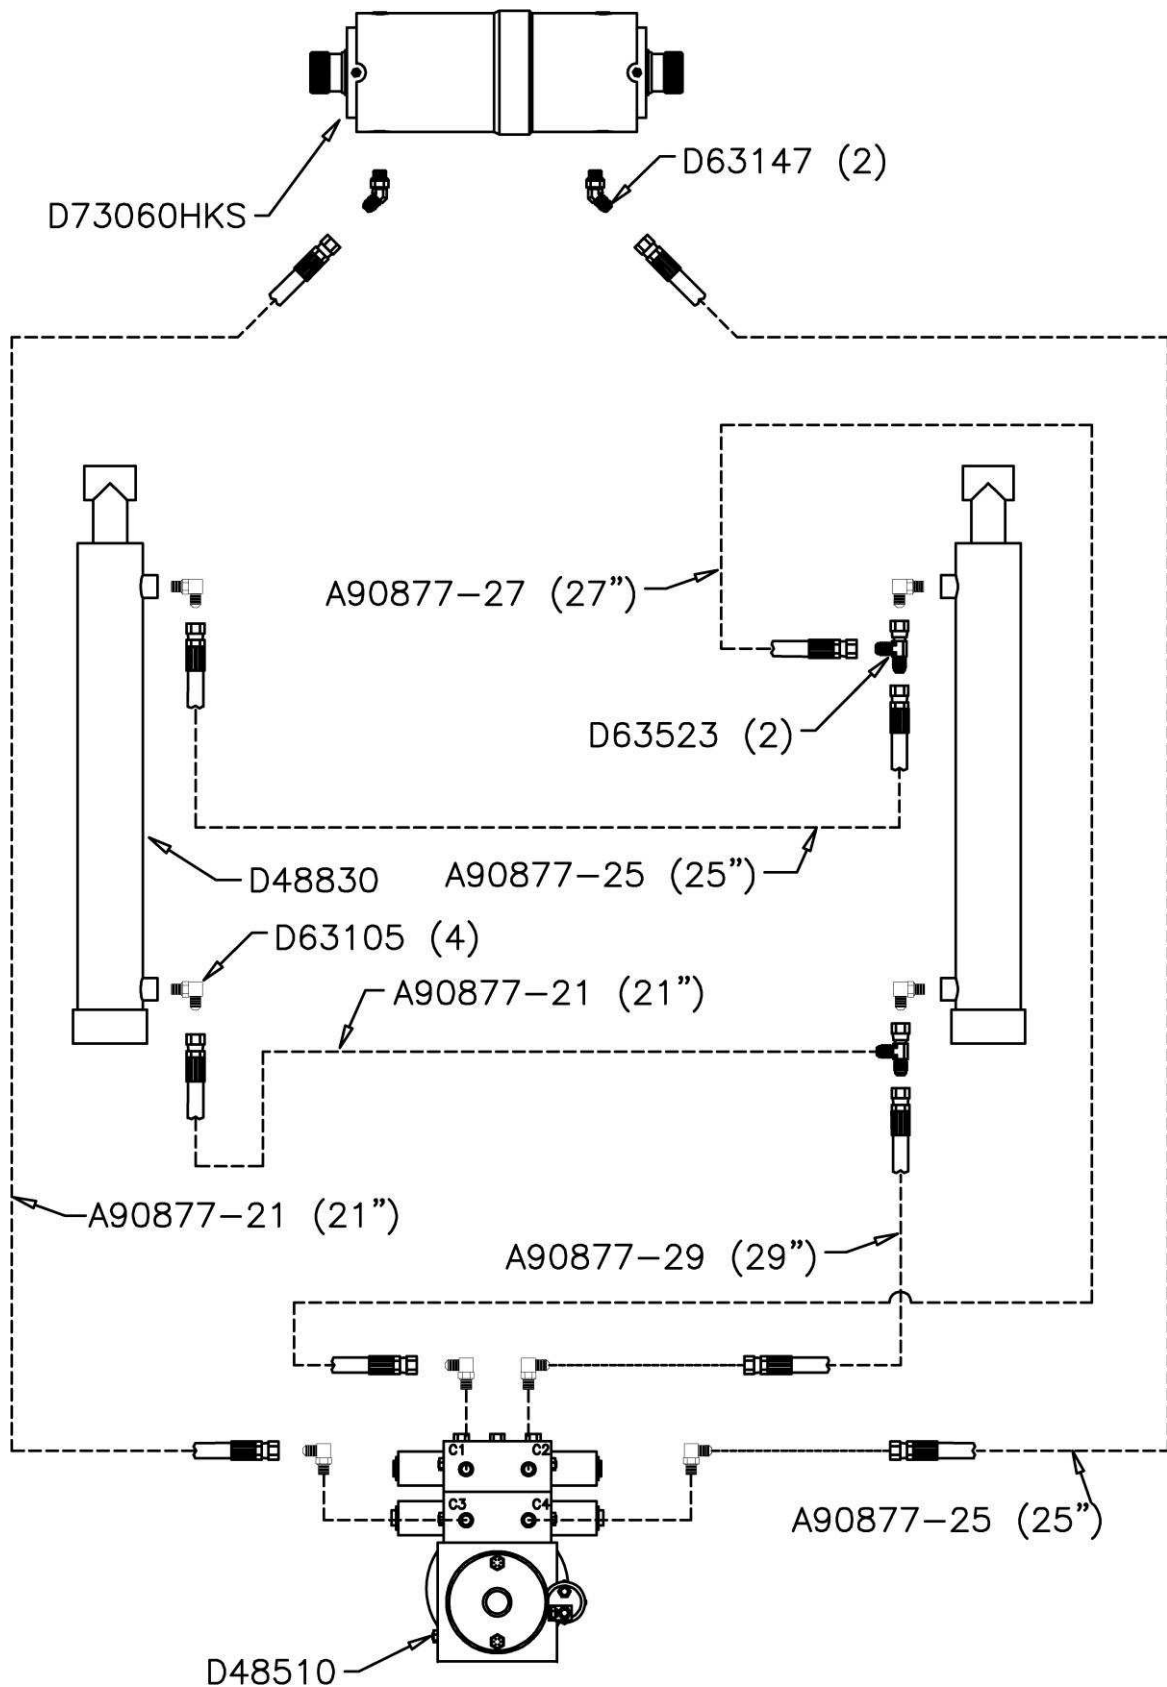 D63147 (2)
D73060HKS
A90877-27 (27”)
D63523 (2)
A90877-25 (25”)
D48830
D63105 (4)
A90877-21 (21”)
A90877-21 (21”)
A90877-29 (29”)
C1 C2
C3 C4
A90877-25 (25”)
D48510